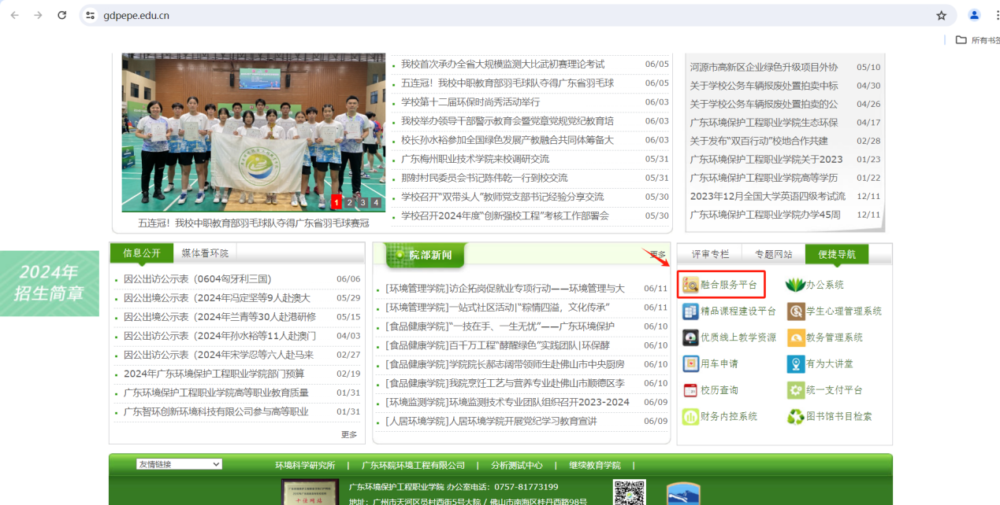 gdpepe.edu.cn
所有书签
我校首次承办全省大规模监测大比武初赛理论考试 06/05
五连冠！我校中职教育部羽毛球队夺得广东省羽毛球 06/05
学校第十二届环保时尚秀活动举行 06/03
我校举办领导干部警示教育会暨党章党规党纪教育培 06/03
校长孙水裕参加全国绿色发展产教融合共同体筹备大 06/03
广东梅州职业技术学院来校调研交流 05/31
那射村民委员会书记陈伟乾一行到校交流 05/31
学校召开“双带头人”教师党支部书记经验分享交流 05/30
学校召开2024年度“创新强校工程”考核工作部署会 05/30
1 2 3 4
五连冠！我校中职教育部羽毛球队夺得广东省羽毛球赛冠
河源市高新区企业绿色升级项目外协 05/10
关于学校公务车辆报废处置拍卖中标 04/30
关于学校公务车辆报废处置拍卖的公 04/26
广东环境保护工程职业学院生态环保 04/17
关于发布“双百行动”校地合作共建 02/28
广东环境保护工程职业学院关于2023 01/23
广东环境保护工程职业学院高等学历 01/22
2023年12月全国大学英语四级考试流 12/11
广东环境保护工程职业学院办学45周 12/11
2024年
招生简章
信息公开 媒体看环院
因公出访公示表（0604匈牙利三国） 06/06
因公出访公示表（2024年冯定坚等9人赴澳大 05/29
因公出境公示表（2024年兰青等30人赴港研修 05/15
因公出访公示表（2024年孙水裕等11人赴澳门 04/03
因公出访公示表（2024年宋学忍等六人赴马来 02/27
2024年广东环境保护工程职业学院部门预算 02/19
广东环境保护工程职业学院高等职业教育质量 01/31
广东智环创新环境科技有限公司参与高等职业 01/31
更多
院部新闻 更多
[环境管理学院]访企拓岗促就业专项行动——环境管理与大 06/11
[环境管理学院]一站式社区活动|“粽情四溢，文化传承” 06/11
[食品健康学院]“一技在手、一生无忧”——广东环境保护 06/10
[食品健康学院]百千万工程“酵醒绿色”实践团队|环保酵 06/10
[食品健康学院]学院院长郝志阔带领师生赴佛山市中央厨房 06/10
[食品健康学院]我院烹饪工艺与营养专业赴佛山市顺德区李 06/10
[环境监测学院]环境监测技术专业团队组织召开2023-2024 06/09
[人居环境学院]人居环境学院开展党纪学习教育宣讲 06/09
评审专栏 专题网站 便捷导航
融合服务平台 办公系统
精品课程建设平台 学生心理管理系统
优质线上教学资源 教务管理系统
用车申请 有为大讲堂
校历查询 统一支付平台
财务内控系统 图书馆书目检索
友情链接 环境科学研究所 | 广东环院环境工程有限公司 | 分析测试中心 | 继续教育学院 |
广东环境保护工程职业学院 办公室电话：0757-81773199
地址：广州市天河区员村西街5号大院 / 佛山市南海区桂丹西路98号
十佳网站